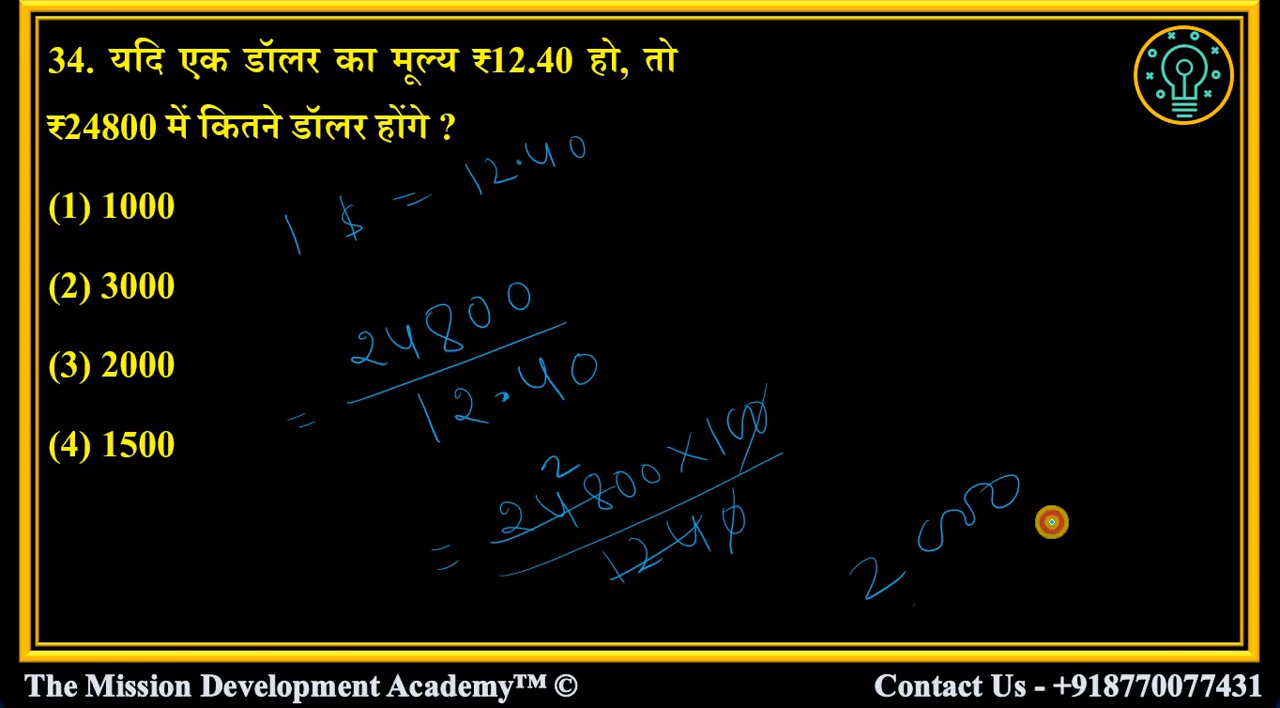 34. यदि एक डॉलर का मूल्य ₹12.40 हो, तो
₹24800 में कितने डॉलर होंगे ?
(1) 1000
(2) 3000
(3) 2000
(4) 1500
1 $ = 12.40
= 24800 / 12.40
2
= 24800 × 100 / 1240
2000
The Mission Development Academy™ ©
Contact Us - +918770077431